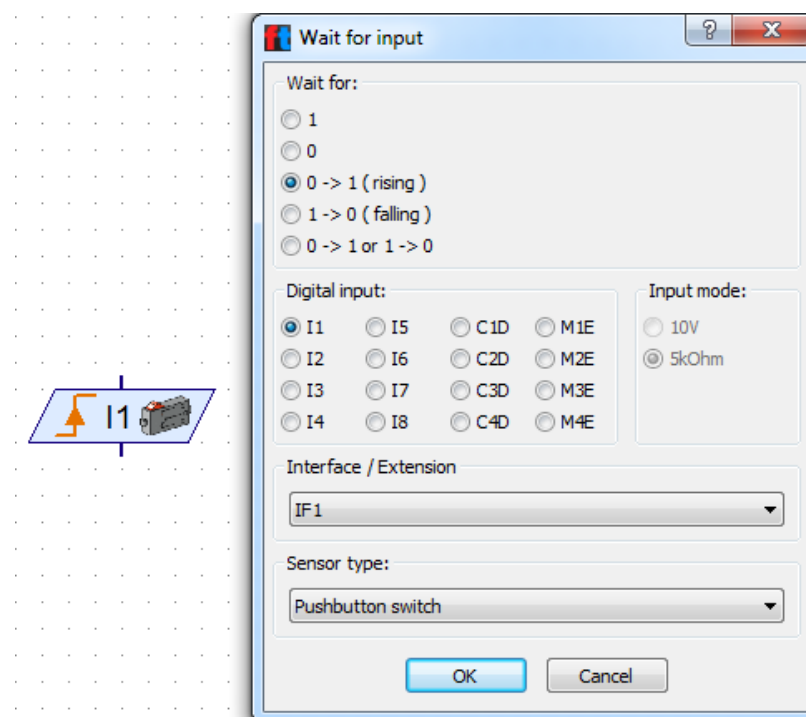 Wait for input
?
X
Wait for:
1
0
0 -> 1 ( rising )
1 -> 0 ( falling )
0 -> 1 or 1 -> 0
Digital input:
I1 I5 C1D M1E
I2 I6 C2D M2E
I3 I7 C3D M3E
I4 I8 C4D M4E
Input mode:
10V
5kOhm
I1
Interface / Extension
IF1
Sensor type:
Pushbutton switch
OK Cancel